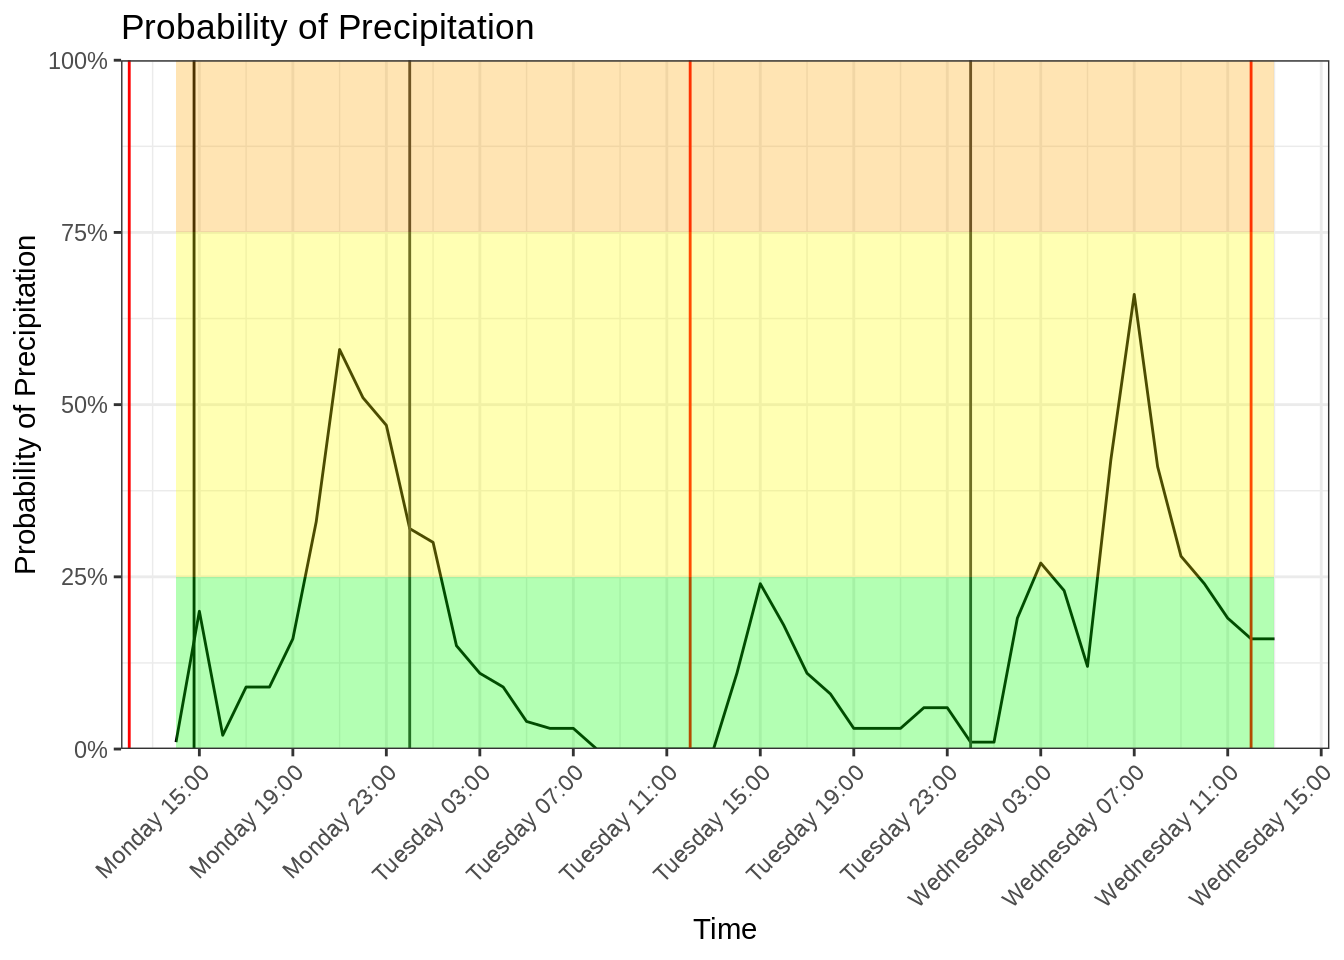 Probability of Precipitation
Probability of Precipitation
100%
75%
50%
25%
0%
Monday 15:00
Monday 19:00
Monday 23:00
Tuesday 03:00
Tuesday 07:00
Tuesday 11:00
Tuesday 15:00
Tuesday 19:00
Tuesday 23:00
Wednesday 03:00
Wednesday 07:00
Wednesday 11:00
Wednesday 15:00
Time